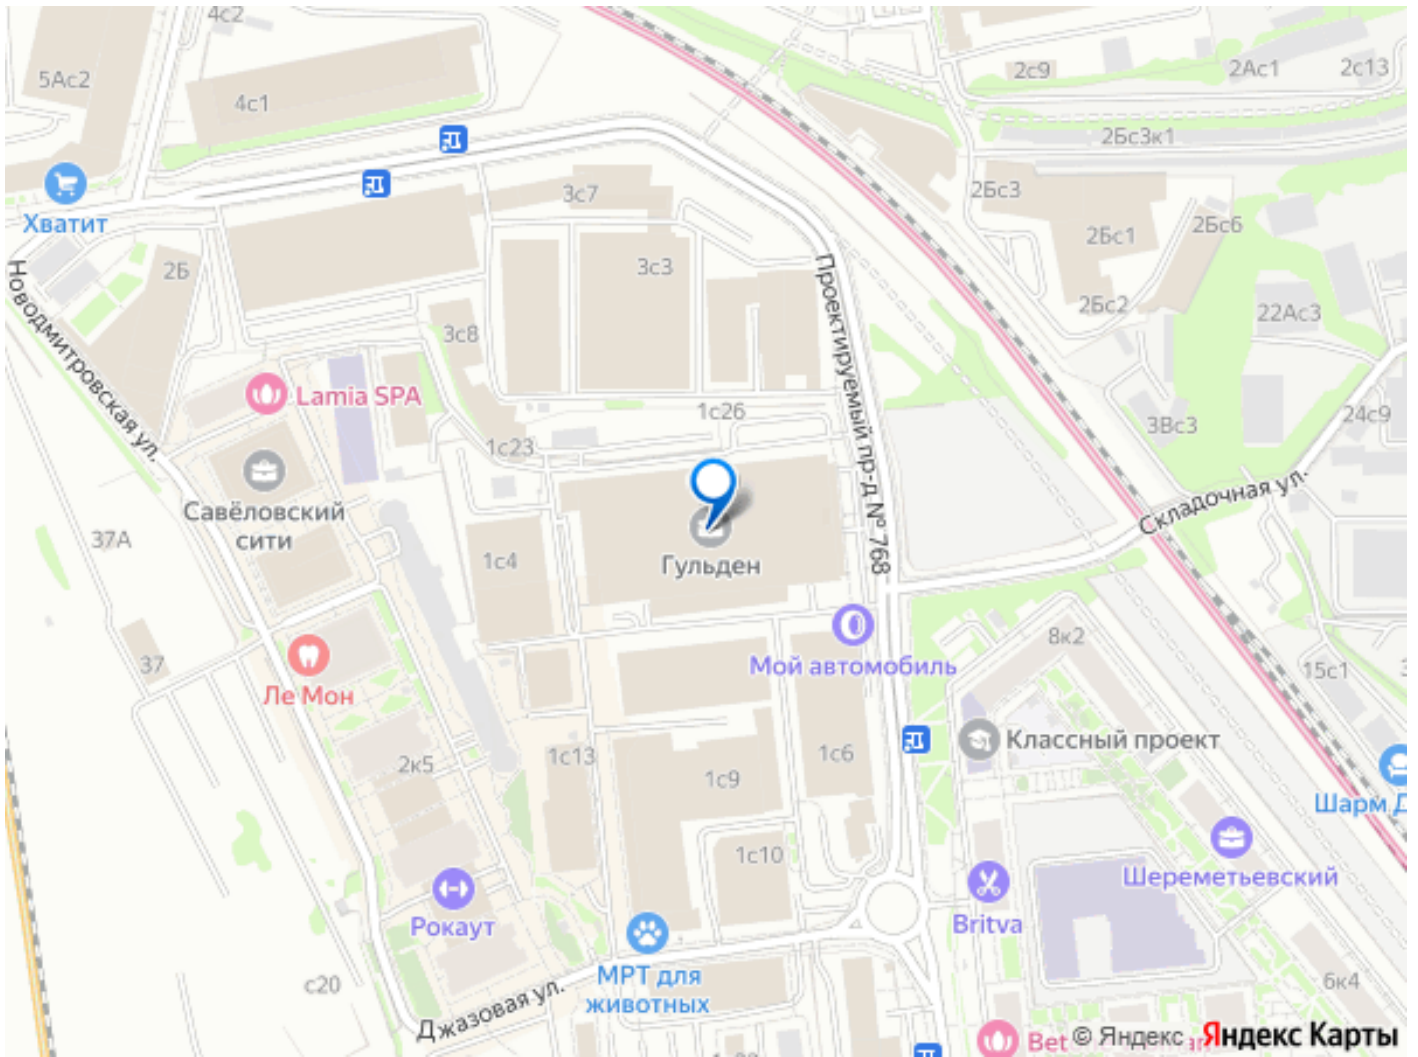 4с2
5Ас2
4с1
2с9
2Ас1
2с13
2Бс3к1
Хватит
3с7
2Бс3
2Бс1
2Бс6
2Б
3с3
2Бс2
22Ас3
Новодмитровская ул.
Проектируемый пр-д № 768
3с8
Lamia SPA
1с26
3Вс3
24с9
1с23
Савёловский
сити
Складочная ул.
37А
1с4
Гульден
8к2
37
Ле Мон
Мой автомобиль
15с1
2к5
1с13
1с9
1с6
Классный проект
Шарм Д
1с10
Шереметьевский
Рокаут
Britva
МРТ для
животных
с20
6к4
Джазовая ул.
Bet
© Яндекс
Яндекс Карты